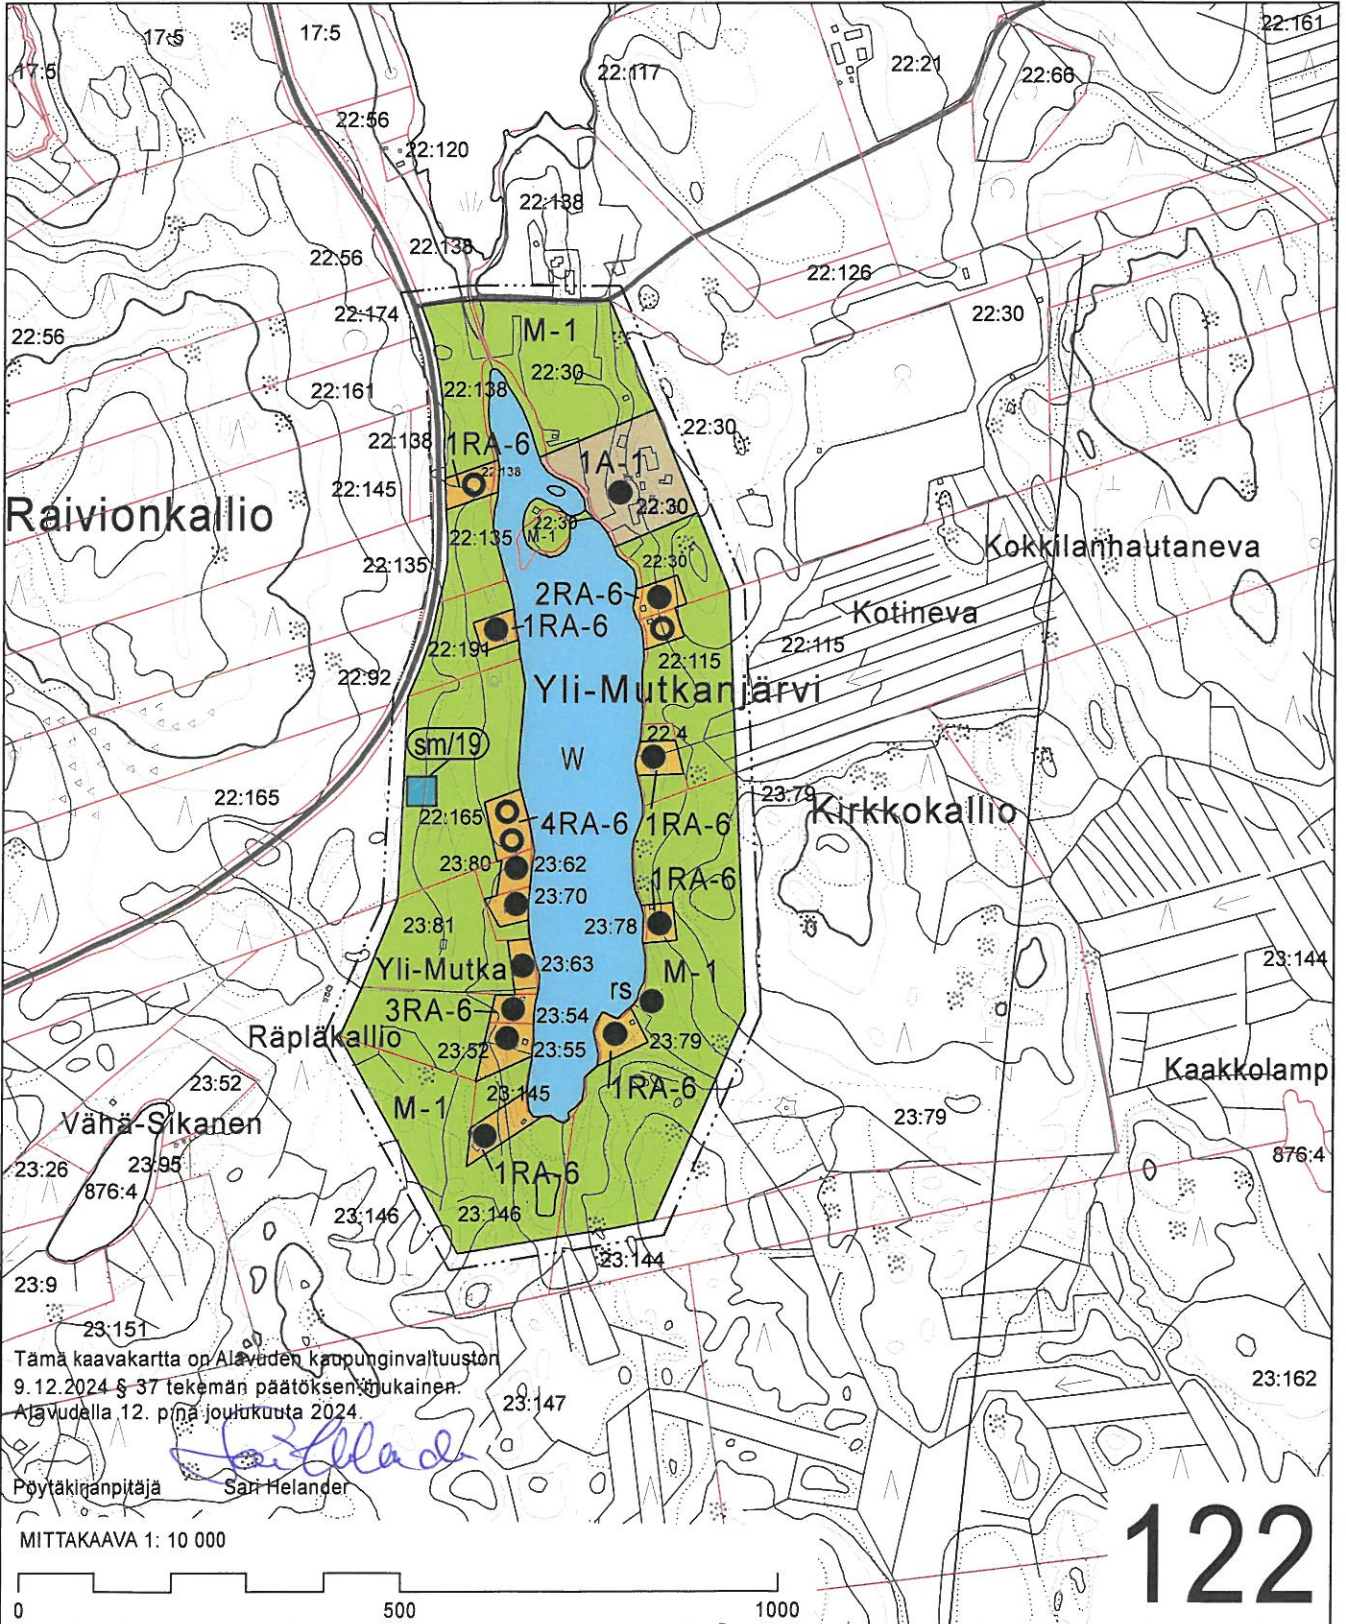 17:5
17:5
22:161
17:5
22:117
22:21
22:66
22:56
22:120
22:138
22:138
22:56
22:126
22:174
22:30
22:56
M-1
22:30
22:161
22:138
22:30
22:138
1RA-6
1A-1
22:138
22:145
22:30
Raivionkallio
22:30
22:135
M-1
Kokkilanhautaneva
22:135
22:30
2RA-6
Kotineva
1RA-6
22:115
22:191
22:115
22:92
Yli-Mutkanjärvi
22:4
sm/19
W
22:165
23:79
Kirkkokallio
22:165
4RA-6
1RA-6
23:80
23:62
1RA-6
23:70
23:81
23:78
23:144
Yli-Mutka
23:63
M-1
rs
3RA-6
23:54
Räpläkallio
23:52
23:55
23:79
Kaakkolamp
23:52
23:145
1RA-6
M-1
23:79
Vähä-Sikanen
23:26
23:95
876:4
1RA-6
876:4
23:146
23:146
23:144
23:9
23:151
Tämä kaavakartta on Alavuden kaupunginvaltuuston
9.12.2024 § 37 tekemän päätöksen mukainen.
Alavudella 12. p:nä joulukuuta 2024.
23:147
23:162
Pöytäkirjanpitäjä Sari Helander
MITTAKAAVA 1: 10 000
122
0 500 1000